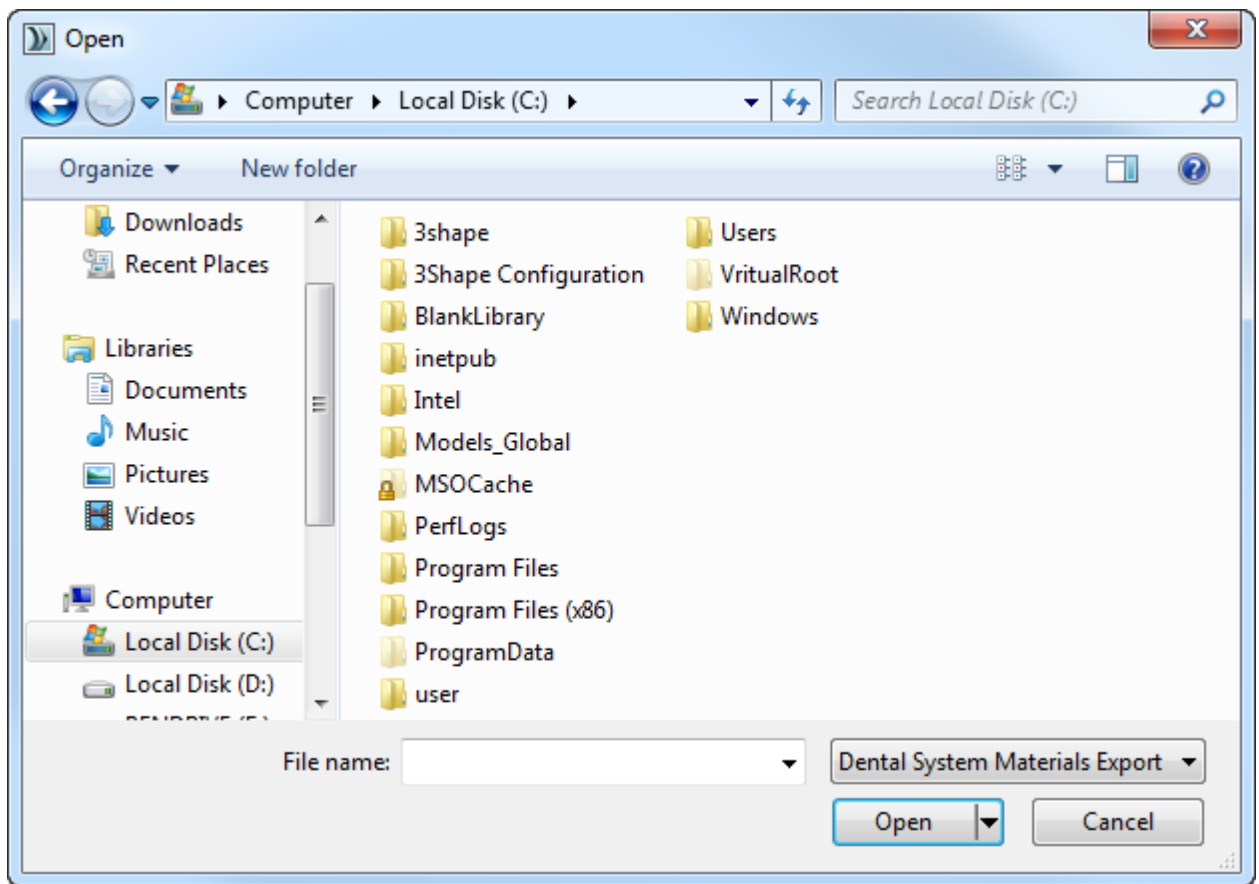 Open
Computer Local Disk (C:)
Search Local Disk (C:)
Organize
New folder
Downloads
Recent Places
Libraries
Documents
Music
Pictures
Videos
Computer
Local Disk (C:)
Local Disk (D:)
3shape
3Shape Configuration
BlankLibrary
inetpub
Intel
Models_Global
MSOCache
PerfLogs
Program Files
Program Files (x86)
ProgramData
user
Users
VritualRoot
Windows
File name:
Dental System Materials Export
Open
Cancel